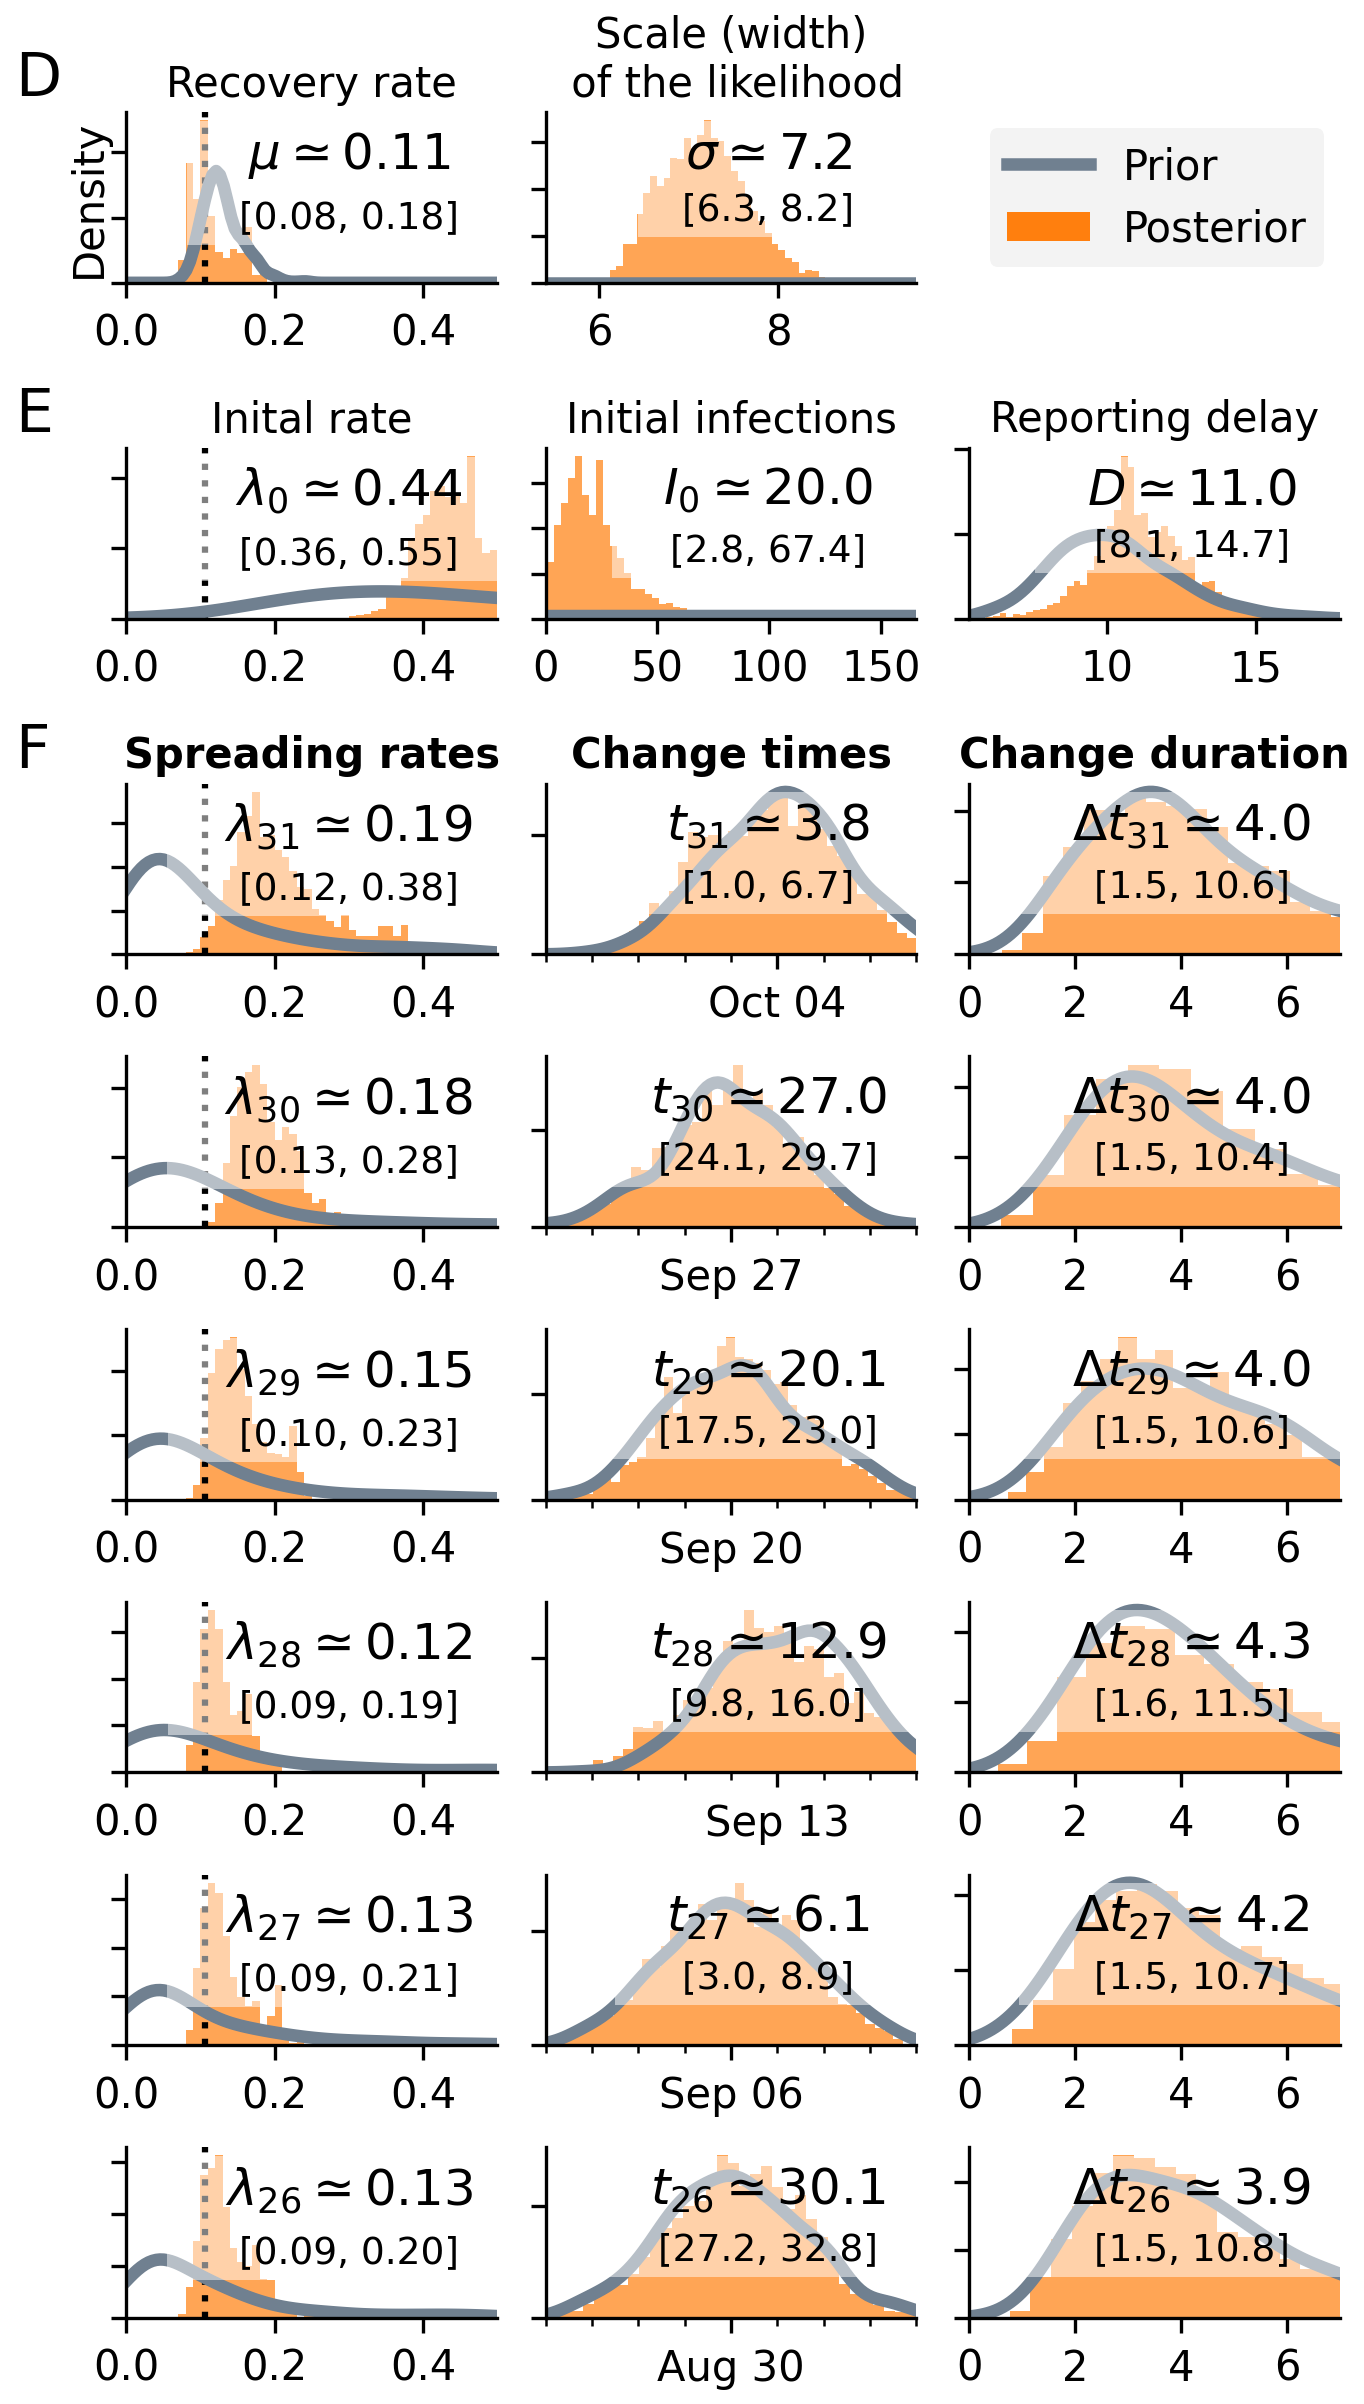 D
Recovery rate
Scale (width)
of the likelihood
Density
μ ≃ 0.11
[0.08, 0.18]
0.0 0.2 0.4
σ ≃ 7.2
[6.3, 8.2]
6 8
Prior
Posterior
E
Inital rate
λ0 ≃ 0.44
[0.36, 0.55]
0.0 0.2 0.4
Initial infections
I0 ≃ 20.0
[2.8, 67.4]
0 50 100 150
Reporting delay
D ≃ 11.0
[8.1, 14.7]
10 15
F
Spreading rates
Change times
Change duration
λ31 ≃ 0.19
[0.12, 0.38]
0.0 0.2 0.4
t31 ≃ 3.8
[1.0, 6.7]
Oct 04
Δt31 ≃ 4.0
[1.5, 10.6]
0 2 4 6
λ30 ≃ 0.18
[0.13, 0.28]
0.0 0.2 0.4
t30 ≃ 27.0
[24.1, 29.7]
Sep 27
Δt30 ≃ 4.0
[1.5, 10.4]
0 2 4 6
λ29 ≃ 0.15
[0.10, 0.23]
0.0 0.2 0.4
t29 ≃ 20.1
[17.5, 23.0]
Sep 20
Δt29 ≃ 4.0
[1.5, 10.6]
0 2 4 6
λ28 ≃ 0.12
[0.09, 0.19]
0.0 0.2 0.4
t28 ≃ 12.9
[9.8, 16.0]
Sep 13
Δt28 ≃ 4.3
[1.6, 11.5]
0 2 4 6
λ27 ≃ 0.13
[0.09, 0.21]
0.0 0.2 0.4
t27 ≃ 6.1
[3.0, 8.9]
Sep 06
Δt27 ≃ 4.2
[1.5, 10.7]
0 2 4 6
λ26 ≃ 0.13
[0.09, 0.20]
0.0 0.2 0.4
t26 ≃ 30.1
[27.2, 32.8]
Aug 30
Δt26 ≃ 3.9
[1.5, 10.8]
0 2 4 6